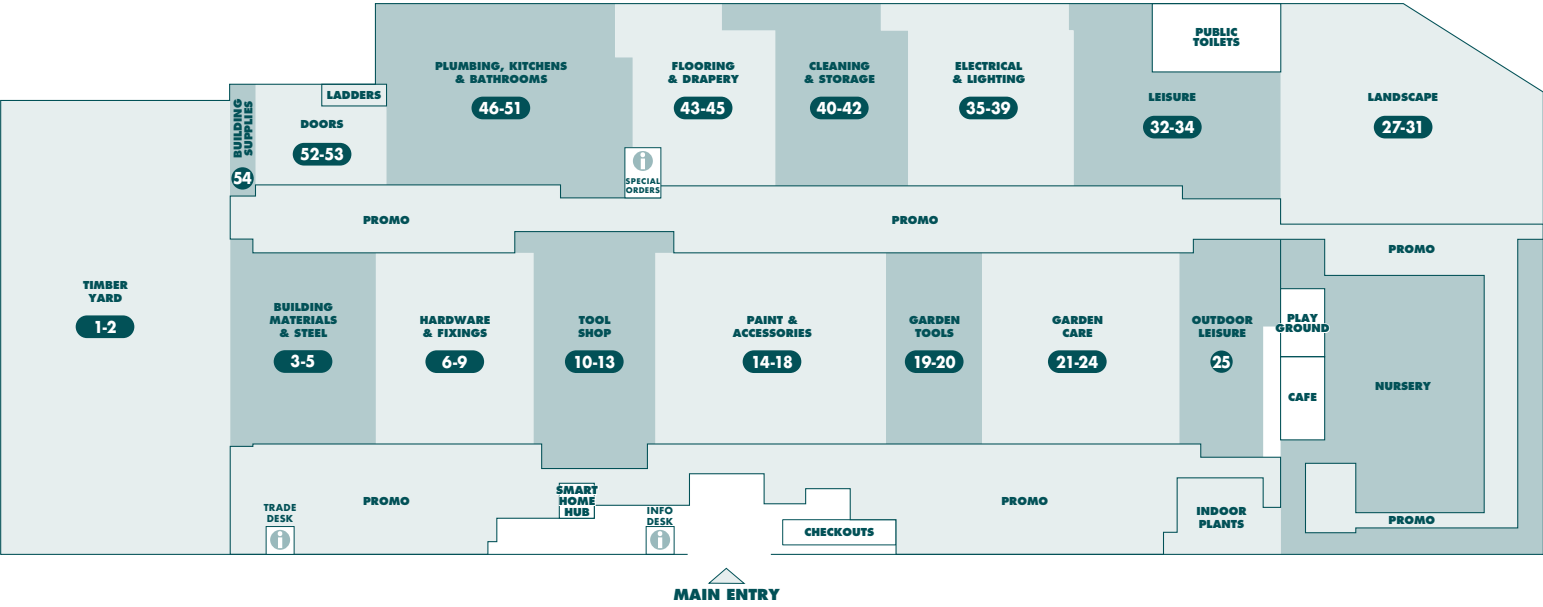 PUBLIC
TOILETS
PLUMBING, KITCHENS
& BATHROOMS
46-51
FLOORING
& DRAPERY
43-45
CLEANING
& STORAGE
40-42
ELECTRICAL
& LIGHTING
35-39
LEISURE
32-34
LANDSCAPE
27-31
LADDERS
BUILDING
SUPPLIES
54
DOORS
52-53
i
SPECIAL
ORDERS
PROMO
PROMO
PROMO
TIMBER
YARD
1-2
BUILDING
MATERIALS
& STEEL
3-5
HARDWARE
& FIXINGS
6-9
TOOL
SHOP
10-13
PAINT &
ACCESSORIES
14-18
GARDEN
TOOLS
19-20
GARDEN
CARE
21-24
OUTDOOR
LEISURE
25
PLAY
GROUND
CAFE
NURSERY
PROMO
SMART
HOME
HUB
PROMO
TRADE
DESK
i
INFO
DESK
i
CHECKOUTS
INDOOR
PLANTS
PROMO
MAIN ENTRY